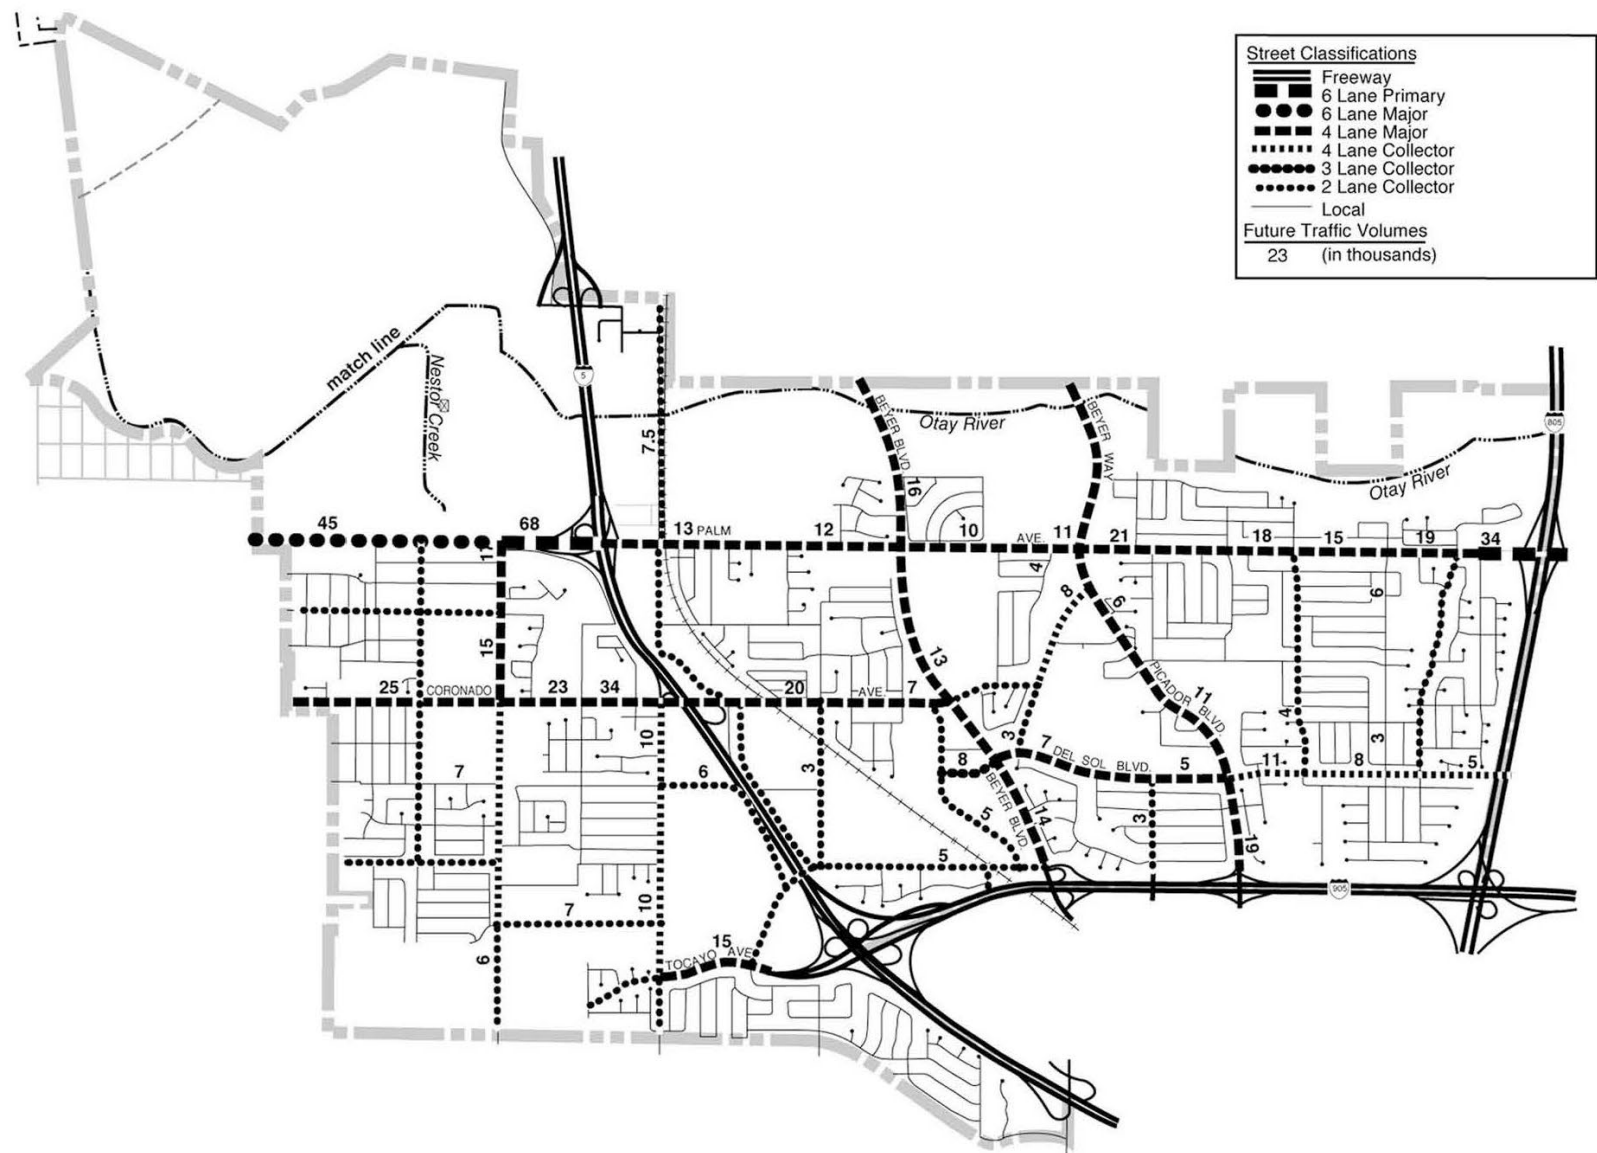 Street Classifications
Freeway
6 Lane Primary
6 Lane Major
4 Lane Major
4 Lane Collector
3 Lane Collector
2 Lane Collector
Local
Future Traffic Volumes
23 (in thousands)
match line
Nestor Creek
5
805
7.5
BEYER BLVD.
Otay River
BEYER WAY
Otay River
16
45
68
13 PALM
12
10
AVE.
11
21
18
15
19
34
11
4
8
6
6
15
13
25
CORONADO
23
34
20
AVE.
7
PICADOR BLVD.
11
4
3
10
3
7
DEL SOL BLVD.
5
11
8
5
7
6
3
8
BEYER BLVD.
14
5
3
19
5
905
10
7
6
15
TOCAYO AVE.